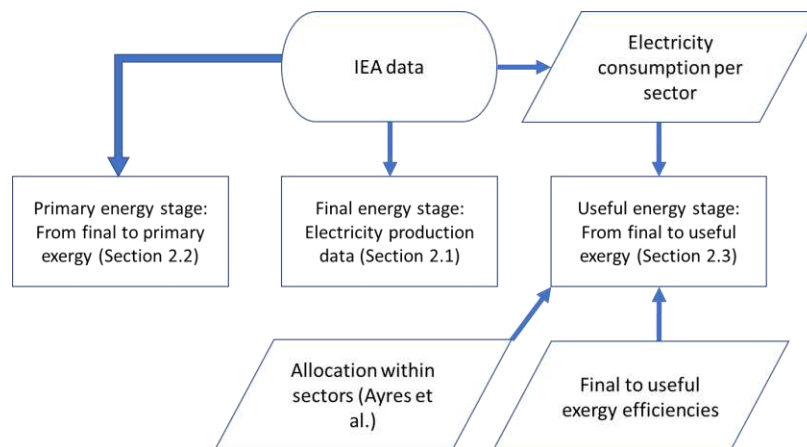 IEA data
Electricity
consumption per
sector
Primary energy stage:
From final to primary
exergy (Section 2.2)
Final energy stage:
Electricity production
data (Section 2.1)
Useful energy stage:
From final to useful
exergy (Section 2.3)
Allocation within
sectors (Ayres et
al.)
Final to useful
exergy efficiencies